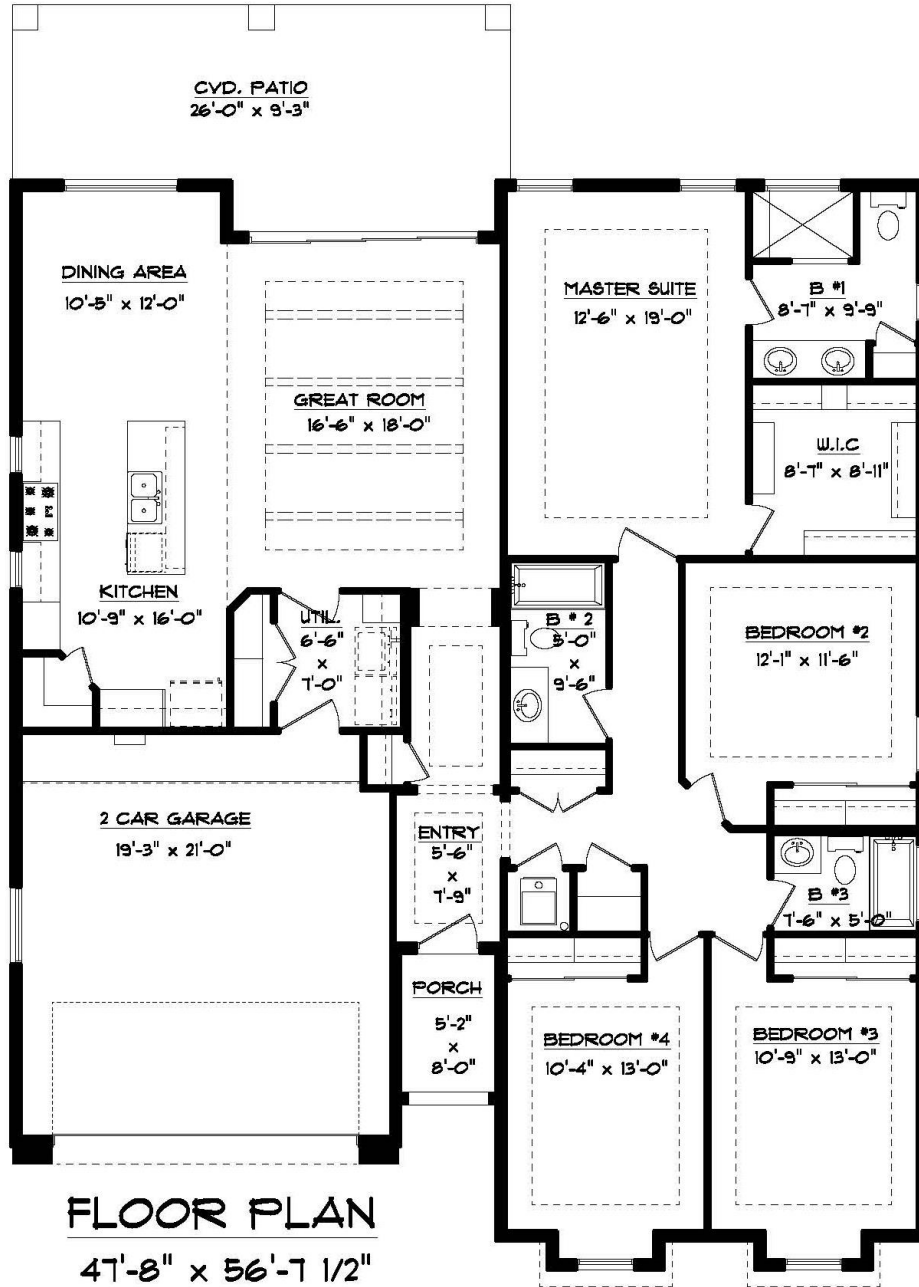 CVD. PATIO
26'-0" x 9'-3"
DINING AREA
10'-5" x 12'-0"
MASTER SUITE
12'-6" x 19'-0"
B #1
8'-7" x 9'-9"
GREAT ROOM
16'-6" x 18'-0"
W.I.C
8'-7" x 8'-11"
KITCHEN
10'-9" x 16'-0"
UTIL.
6'-6"
x
7'-0"
B # 2
5'-0"
x
9'-6"
BEDROOM #2
12'-1" x 11'-6"
2 CAR GARAGE
19'-3" x 21'-0"
ENTRY
5'-6"
x
7'-9"
B #3
7'-6" x 5'-0"
PORCH
5'-2"
x
8'-0"
BEDROOM #4
10'-4" x 13'-0"
BEDROOM #3
10'-9" x 13'-0"
FLOOR PLAN
47'-8" x 56'-7 1/2"